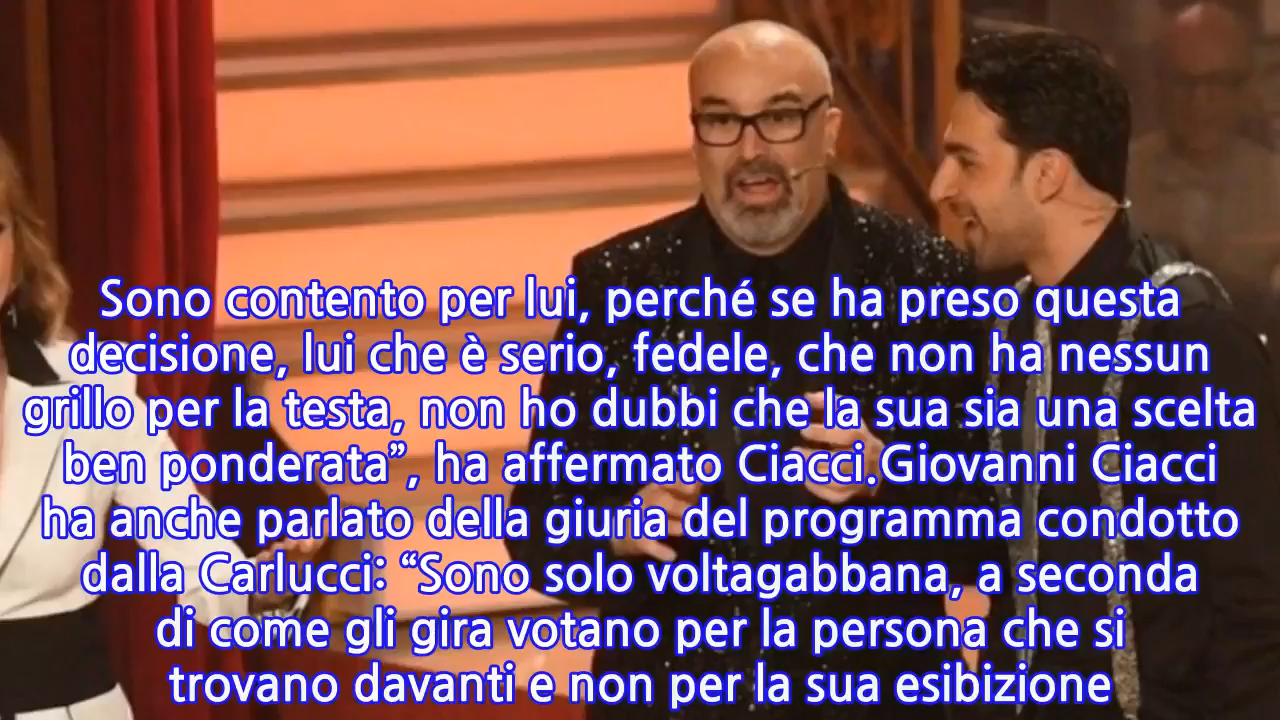 Sono contento per lui, perché se ha preso questa
decisione, lui che è serio, fedele, che non ha nessun
grillo per la testa, non ho dubbi che la sua sia una scelta
ben ponderata”, ha affermato Ciacci.Giovanni Ciacci
ha anche parlato della giuria del programma condotto
dalla Carlucci: “Sono solo voltagabbana, a seconda
di come gli gira votano per la persona che si
trovano davanti e non per la sua esibizione